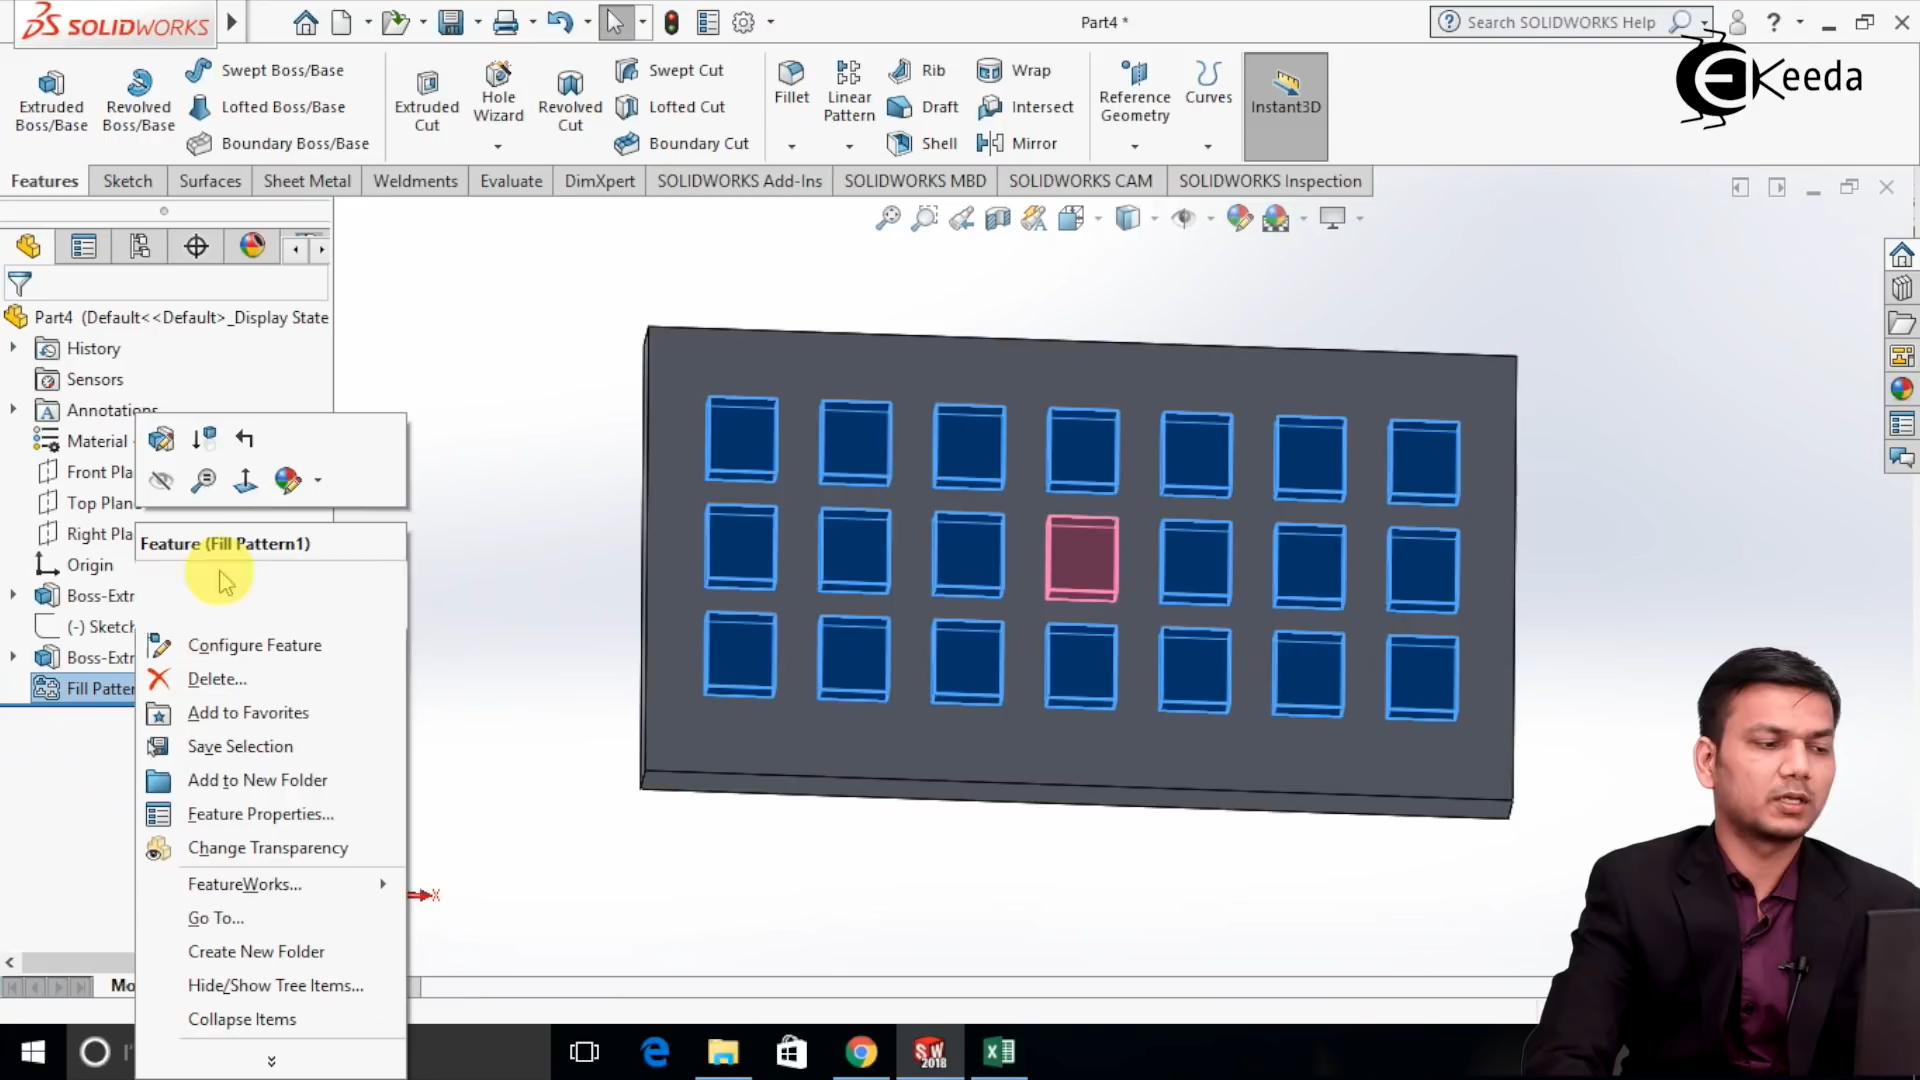 SOLIDWORKS
Part4 *
Search SOLIDWORKS Help
Keeda
Extruded Boss/Base
Revolved Boss/Base
Swept Boss/Base
Lofted Boss/Base
Boundary Boss/Base
Extruded Cut
Hole Wizard
Revolved Cut
Swept Cut
Lofted Cut
Boundary Cut
Fillet
Linear Pattern
Rib
Draft
Shell
Wrap
Intersect
Mirror
Reference Geometry
Curves
Instant3D
Features
Sketch
Surfaces
Sheet Metal
Weldments
Evaluate
DimXpert
SOLIDWORKS Add-Ins
SOLIDWORKS MBD
SOLIDWORKS CAM
SOLIDWORKS Inspection
Part4 (Default<<Default>_Display State
History
Sensors
Annotations
Material
Front Pla
Top Plan
Right Pla
Origin
Boss-Extr
(-) Sketch
Boss-Extr
Fill Patter
Feature (Fill Pattern1)
Configure Feature
Delete...
Add to Favorites
Save Selection
Add to New Folder
Feature Properties...
Change Transparency
FeatureWorks...
Go To...
Create New Folder
Hide/Show Tree Items...
Collapse Items
X
Mo
SW
2018